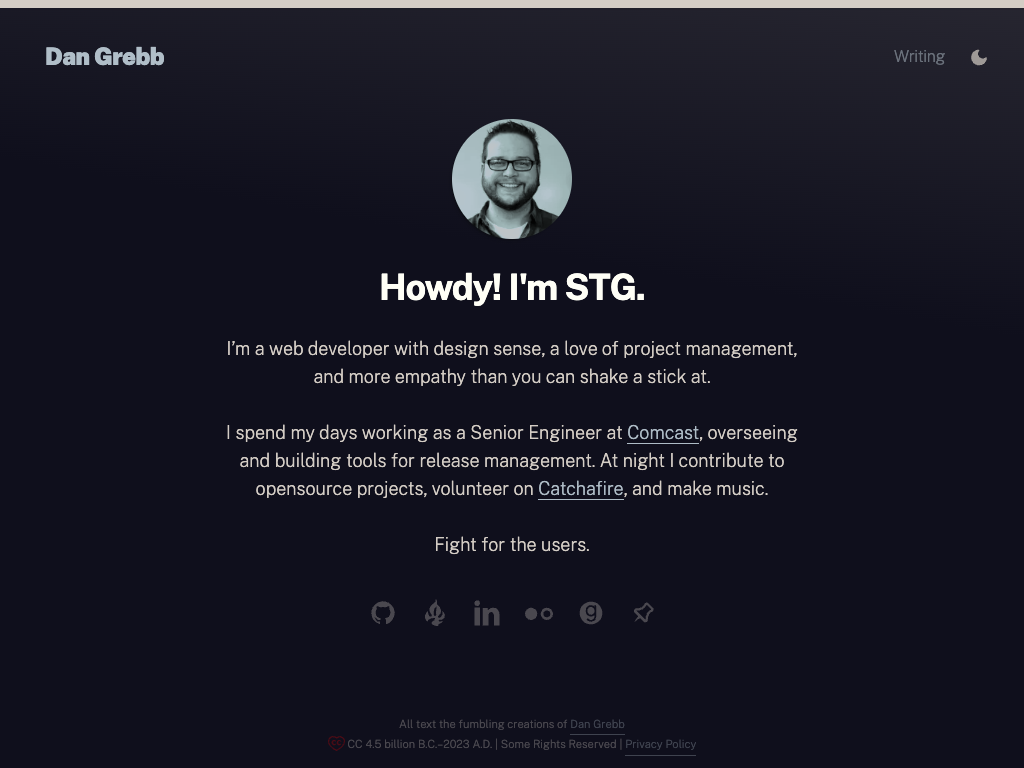 Dan Grebb
Writing
Howdy! I'm STG.
I’m a web developer with design sense, a love of project management,
and more empathy than you can shake a stick at.
I spend my days working as a Senior Engineer at Comcast, overseeing
and building tools for release management. At night I contribute to
opensource projects, volunteer on Catchafire, and make music.
Fight for the users.
All text the fumbling creations of Dan Grebb
CC 4.5 billion B.C.–2023 A.D. | Some Rights Reserved | Privacy Policy